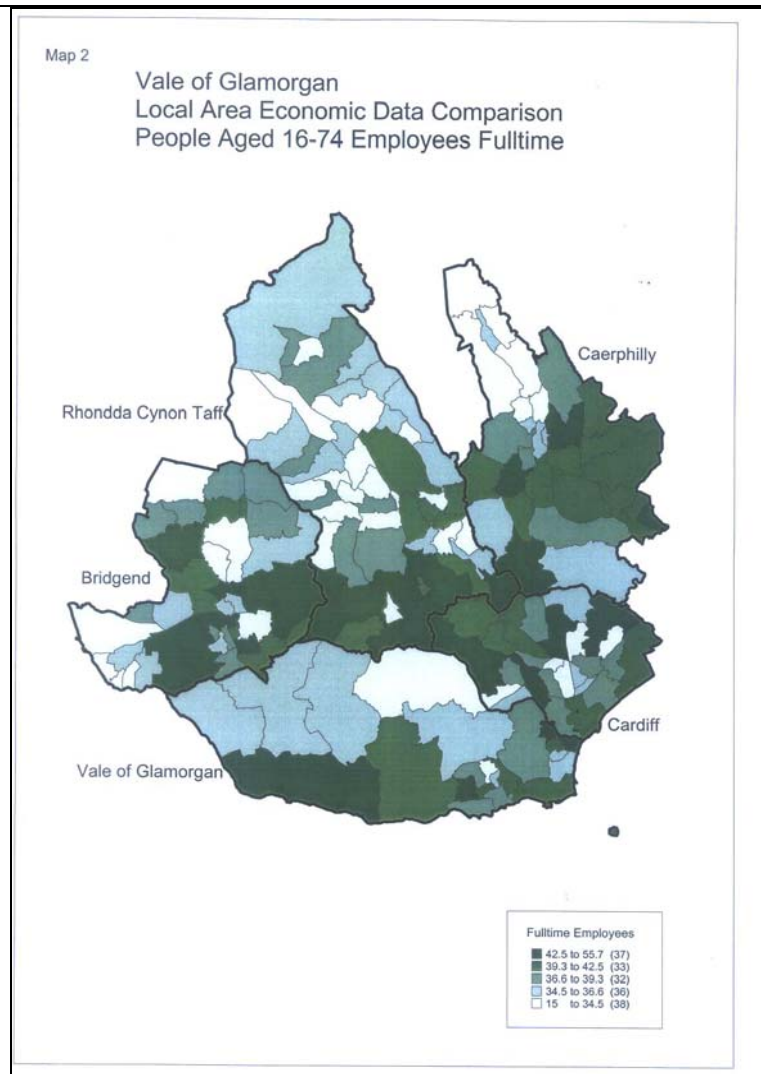 Map 2
Vale of Glamorgan
Local Area Economic Data Comparison
People Aged 16-74 Employees Fulltime
Caerphilly
Rhondda Cynon Taff
Bridgend
Cardiff
Vale of Glamorgan
Fulltime Employees
42.5 to 55.7 (37)
39.3 to 42.5 (33)
36.6 to 39.3 (32)
34.5 to 36.6 (36)
15 to 34.5 (38)